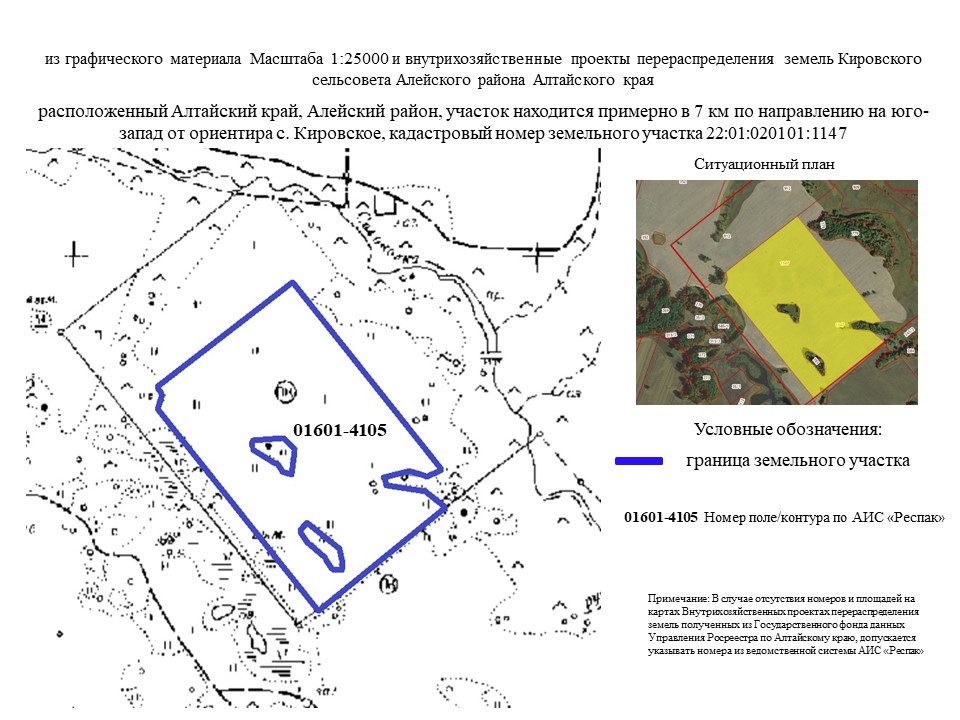 из графического материала Масштаба 1:25000 и внутрихозяйственные проекты перераспределения земель Кировского
сельсовета Алейского района Алтайского края
расположенный Алтайский край, Алейский район, участок находится примерно в 7 км по направлению на юго-
запад от ориентира с. Кировское, кадастровый номер земельного участка 22:01:020101:1147
Ситуационный план
01601-4105
Условные обозначения:
граница земельного участка
01601-4105 Номер поле/контура по АИС «Респак»
Примечание: В случае отсутствия номеров и площадей на
картах Внутрихозяйственных проектах перераспределения
земель полученных из Государственного фонда данных
Управления Росреестра по Алтайскому краю, допускается
указывать номера из ведомственной системы АИС «Респак»